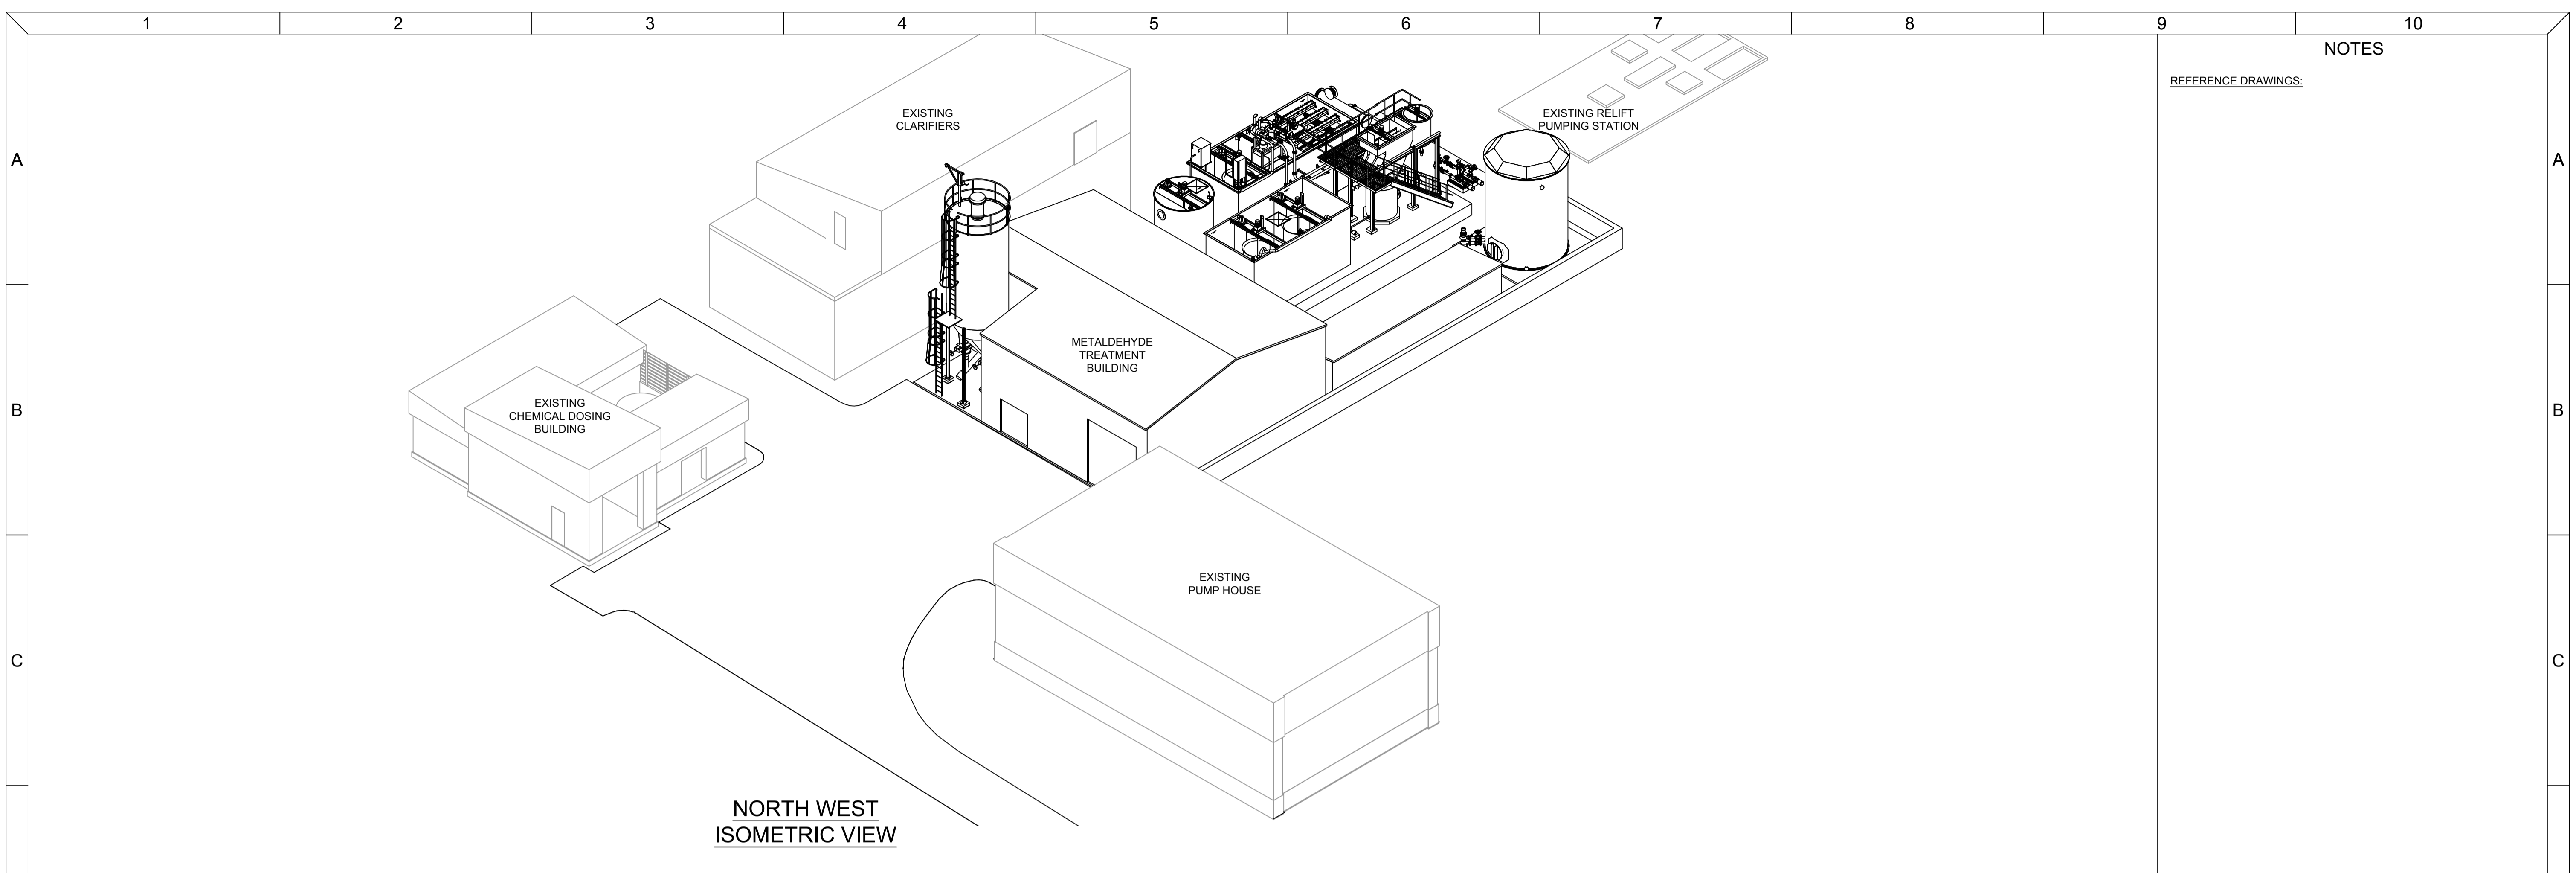 1 2 3 4 5 6 7 8 9 10
NOTES
REFERENCE DRAWINGS:
EXISTING
CLARIFIERS
EXISTING RELIFT
PUMPING STATION
A A
METALDEHYDE
TREATMENT
BUILDING
EXISTING
CHEMICAL DOSING
BUILDING
B B
EXISTING
PUMP HOUSE
C C
NORTH WEST
ISOMETRIC VIEW